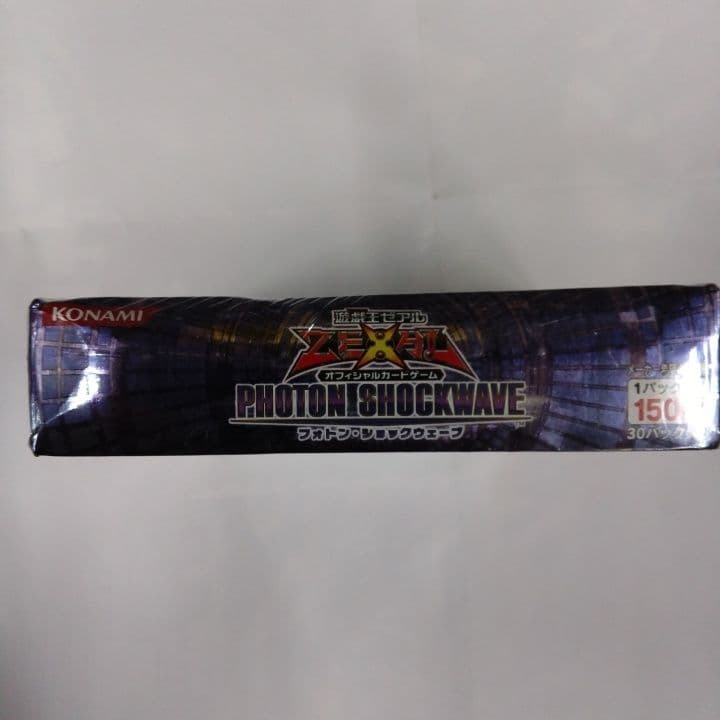 KONAMI
遊戯王ゼアル
ZEXAL
オフィシャルカードゲーム
PHOTON SHOCKWAVE
™
フォトン・ショックウェーブ
1パック
150
30パック